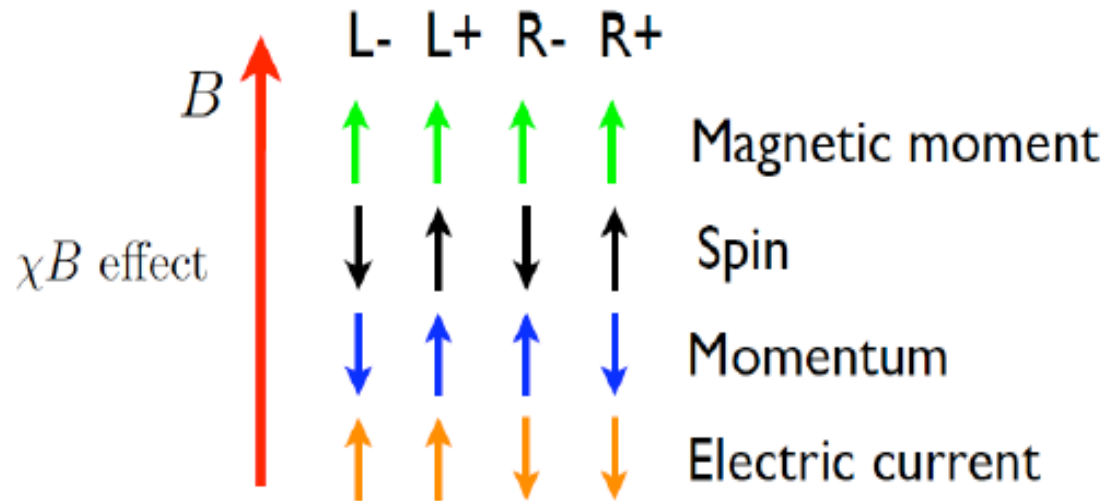 L- L+ R- R+
B
Magnetic moment
Spin
χB effect
Momentum
Electric current